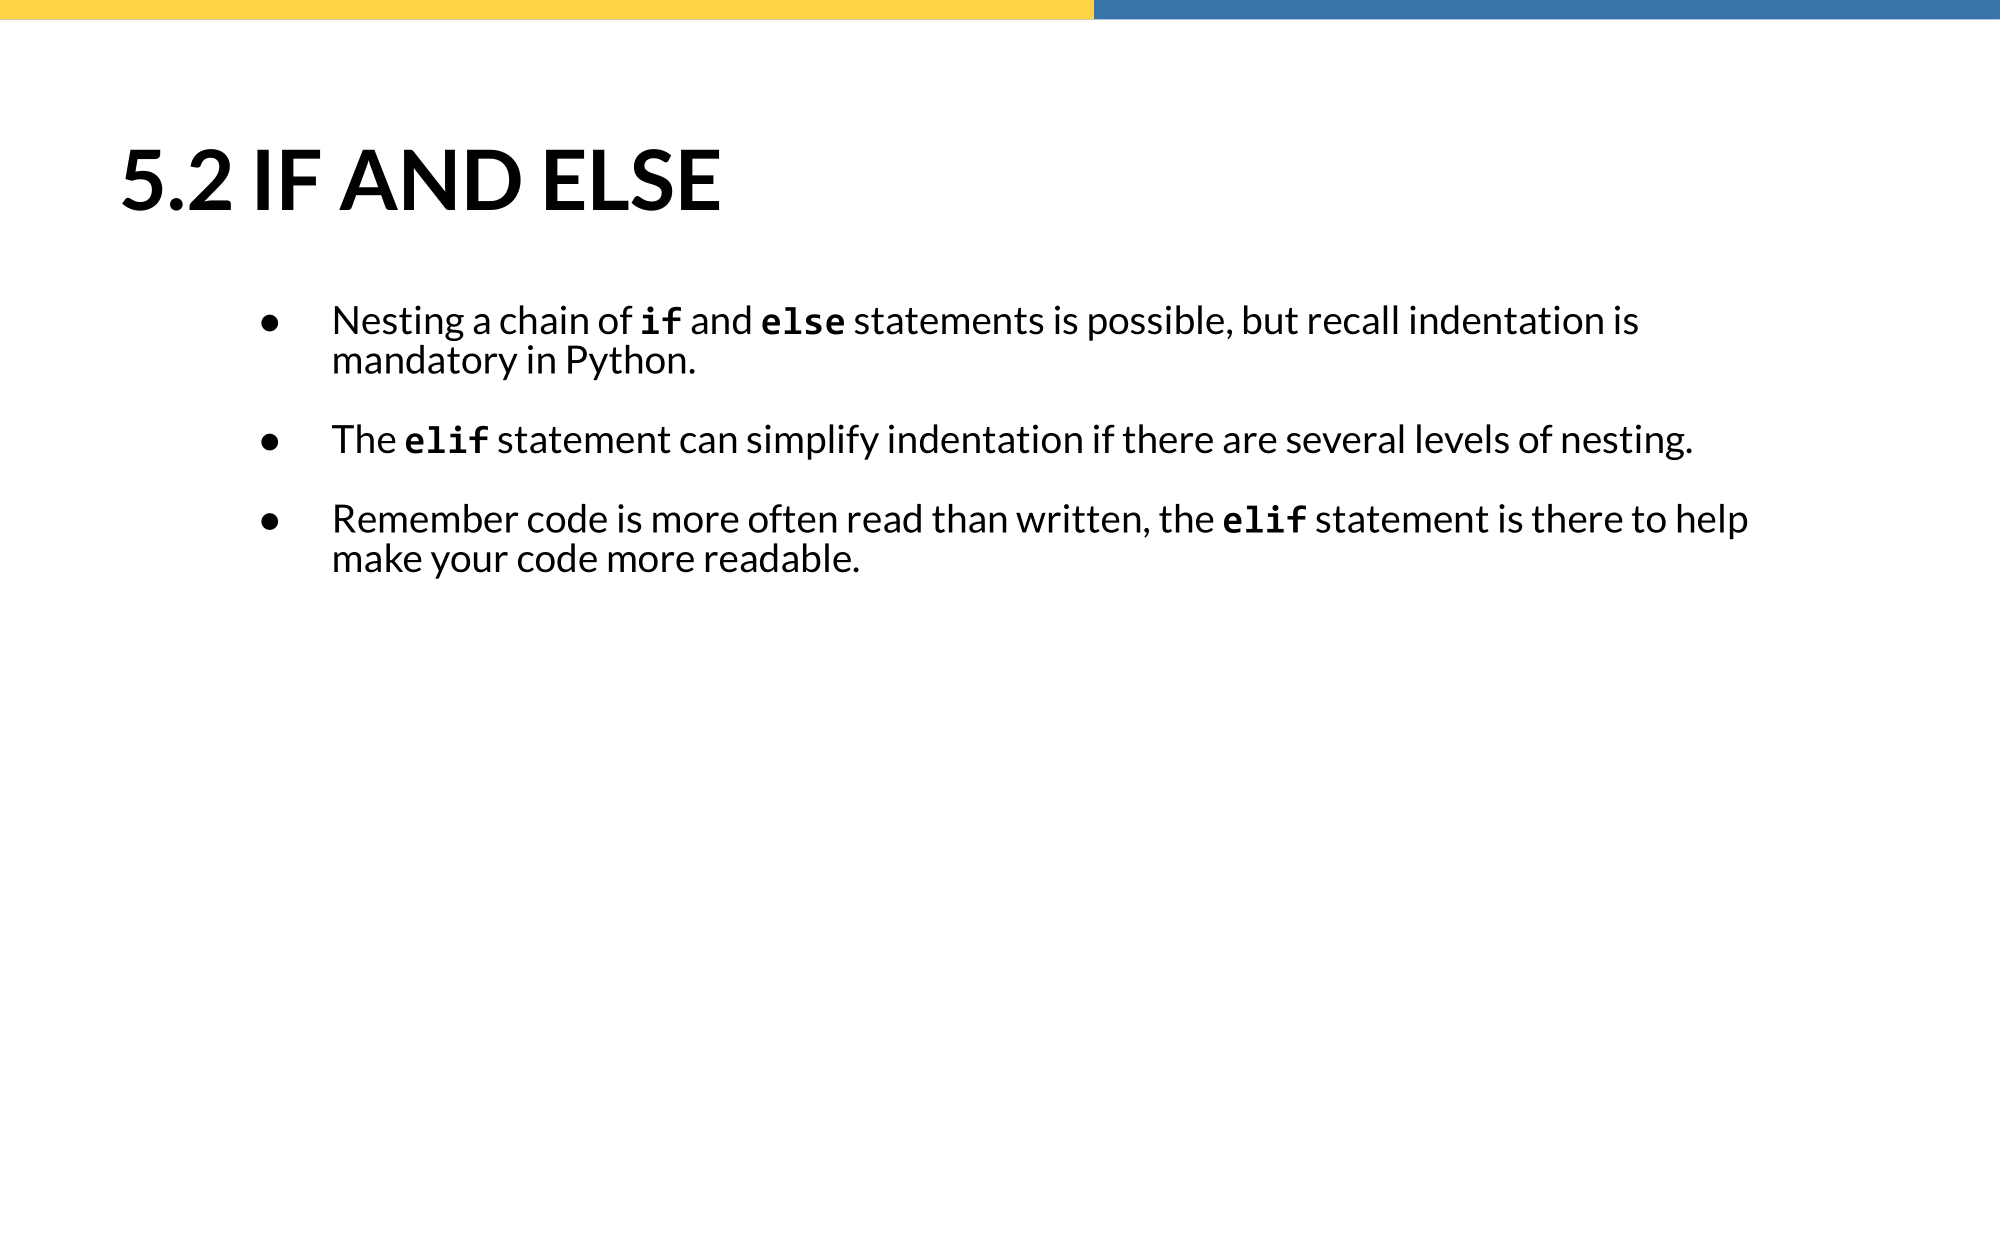 5.2 IF AND ELSE
● Nesting a chain of if and else statements is possible, but recall indentation is
mandatory in Python.
● The elif statement can simplify indentation if there are several levels of nesting.
● Remember code is more often read than written, the elif statement is there to help
make your code more readable.